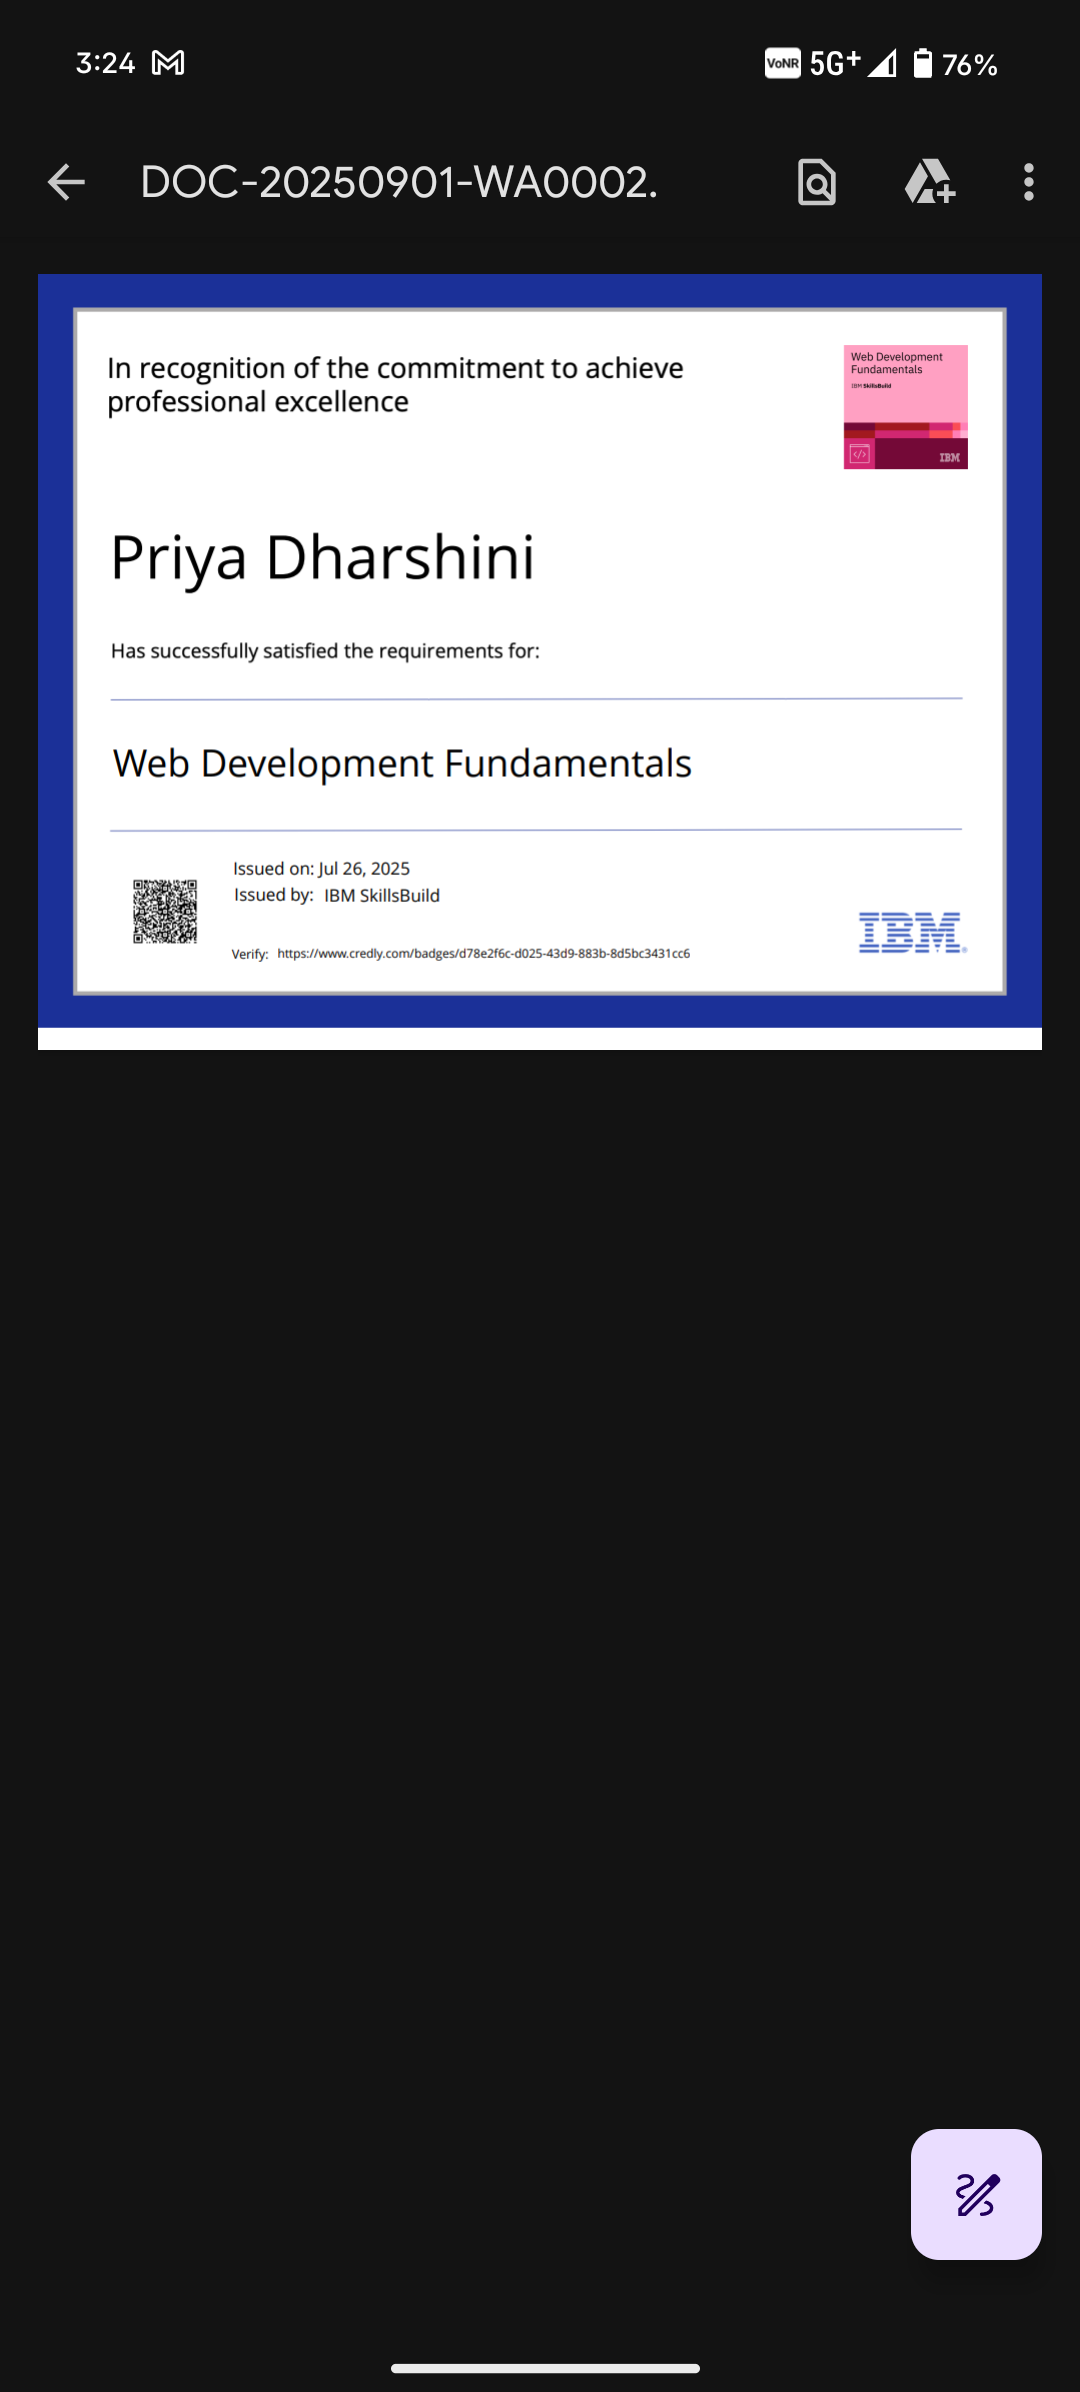 3:24
VoNR 5G+ 76%
DOC-20250901-WA0002.
In recognition of the commitment to achieve
professional excellence
Web Development
Fundamentals
IBM SkillsBuild
</>
IBM
Priya Dharshini
Has successfully satisfied the requirements for:
Web Development Fundamentals
Issued on: Jul 26, 2025
Issued by: IBM SkillsBuild
Verify: https://www.credly.com/badges/d78e2f6c-d025-43d9-883b-8d5bc3431cc6
IBM®